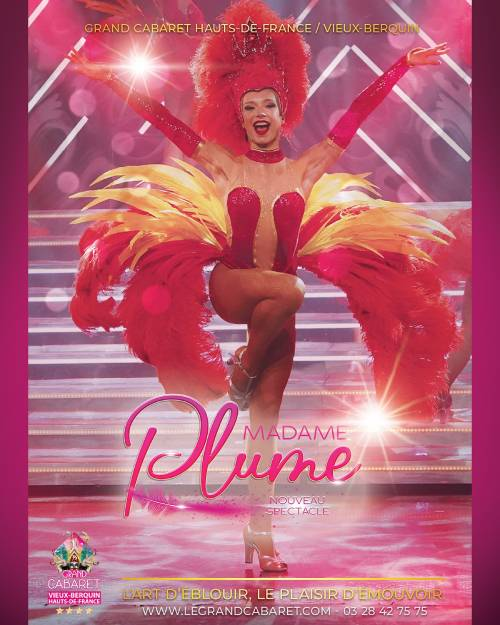 GRAND CABARET HAUTS-DE-FRANCE / VIEUX-BERQUIN
MADAME
Plume
NOUVEAU
SPECTACLE
GRAND
CABARET
VIEUX-BERQUIN
HAUTS-DE-FRANCE
L'ART D'EBLOUIR, LE PLAISIR D'ÉMOUVOIR
WWW.LEGRANDCABARET.COM - 03 28 42 75 75